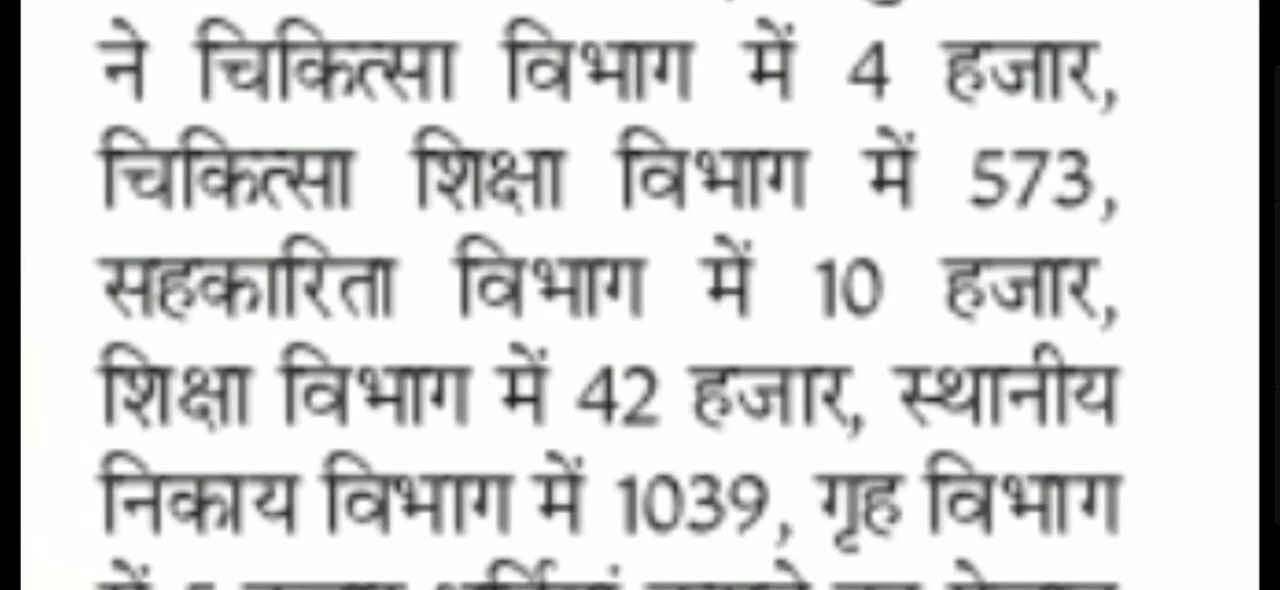 ने चिकित्सा विभाग में 4 हजार,
चिकित्सा शिक्षा विभाग में 573,
सहकारिता विभाग में 10 हजार,
शिक्षा विभाग में 42 हजार, स्थानीय
निकाय विभाग में 1039, गृह विभाग
में